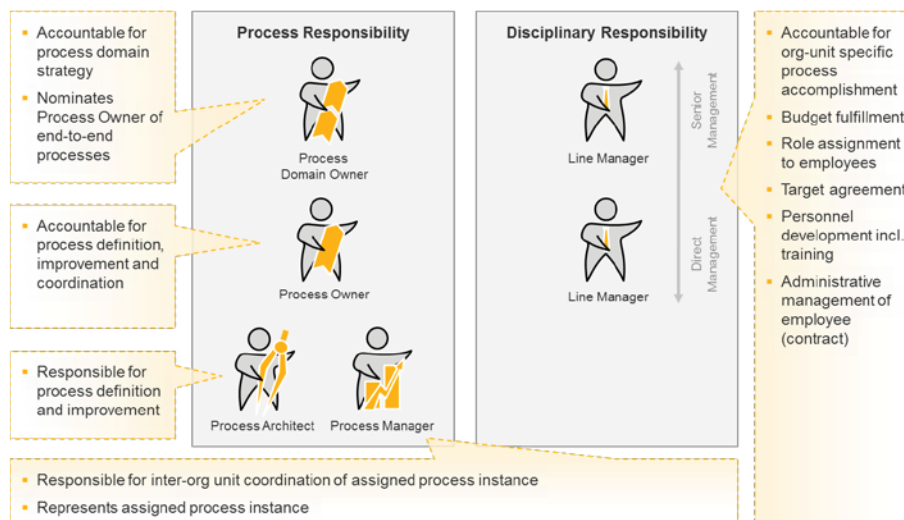 ▪ Accountable for
process domain
strategy
▪ Nominates
Process Owner of
end-to-end
processes
▪ Accountable for
process definition,
improvement and
coordination
▪ Responsible for
process definition
and improvement
Process Responsibility
Process
Domain Owner
Process Owner
Process Architect
Process Manager
Disciplinary Responsibility
Line Manager
Line Manager
Senior
Management
Direct
Management
▪ Accountable for
org-unit specific
process
accomplishment
▪ Budget fulfillment
▪ Role assignment
to employees
▪ Target agreement
▪ Personnel
development incl.
training
▪ Administrative
management of
employee
(contract)
▪ Responsible for inter-org unit coordination of assigned process instance
▪ Represents assigned process instance